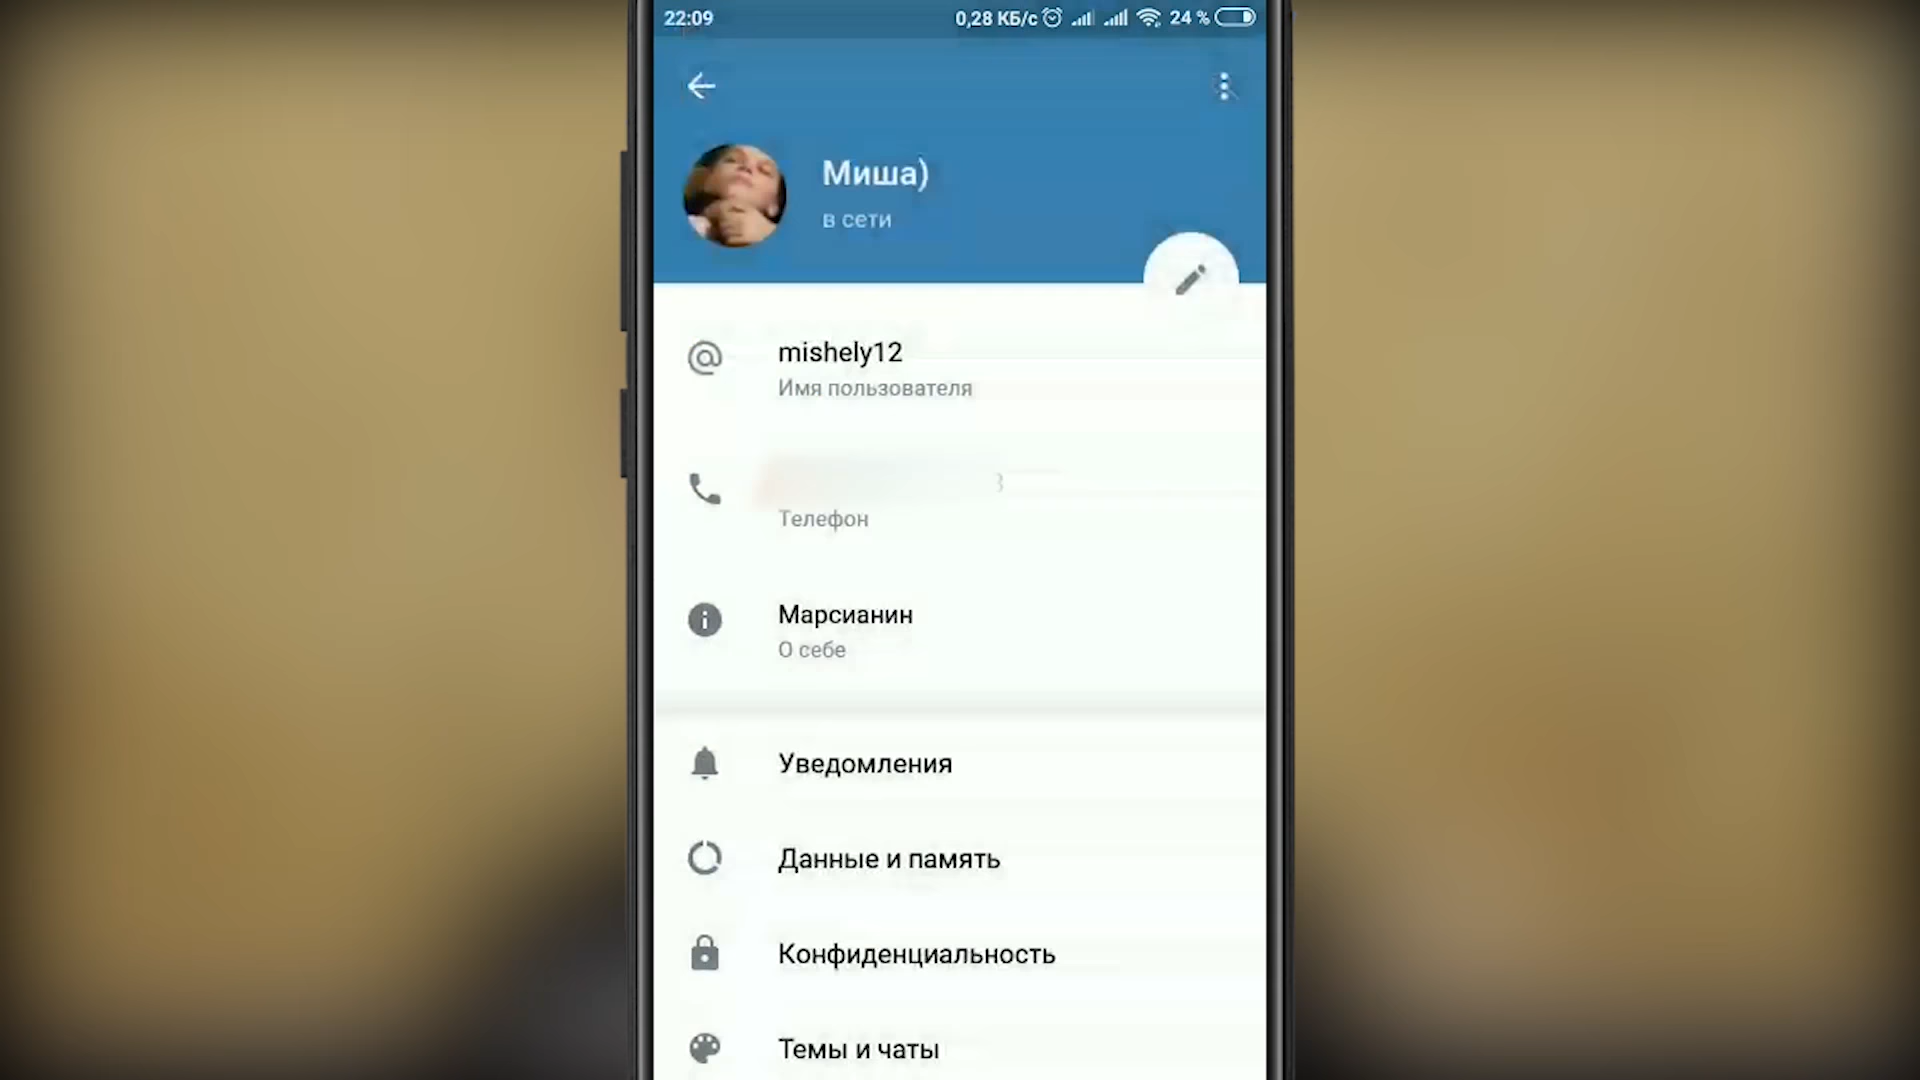 22:09 0,28 КБ/с 24 %
Миша)
в сети
mishely12
Имя пользователя
Телефон
Марсианин
О себе
Уведомления
Данные и память
Конфиденциальность
Темы и чаты